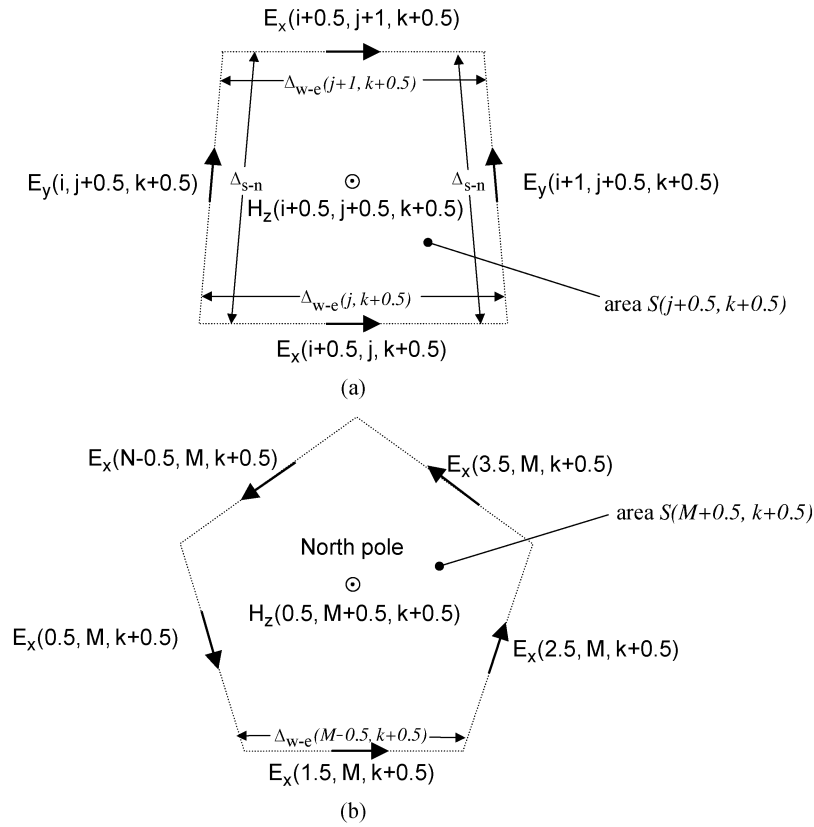 Eₓ(i+0.5, j+1, k+0.5)
Δw-e(j+1, k+0.5)
E_y(i, j+0.5, k+0.5)
Δs-n
Δs-n
E_y(i+1, j+0.5, k+0.5)
H_z(i+0.5, j+0.5, k+0.5)
Δw-e(j, k+0.5)
area S(j+0.5, k+0.5)
Eₓ(i+0.5, j, k+0.5)
(a)
Eₓ(N-0.5, M, k+0.5)
Eₓ(3.5, M, k+0.5)
area S(M+0.5, k+0.5)
North pole
H_z(0.5, M+0.5, k+0.5)
Eₓ(0.5, M, k+0.5)
Eₓ(2.5, M, k+0.5)
Δw-e(M-0.5, k+0.5)
Eₓ(1.5, M, k+0.5)
(b)